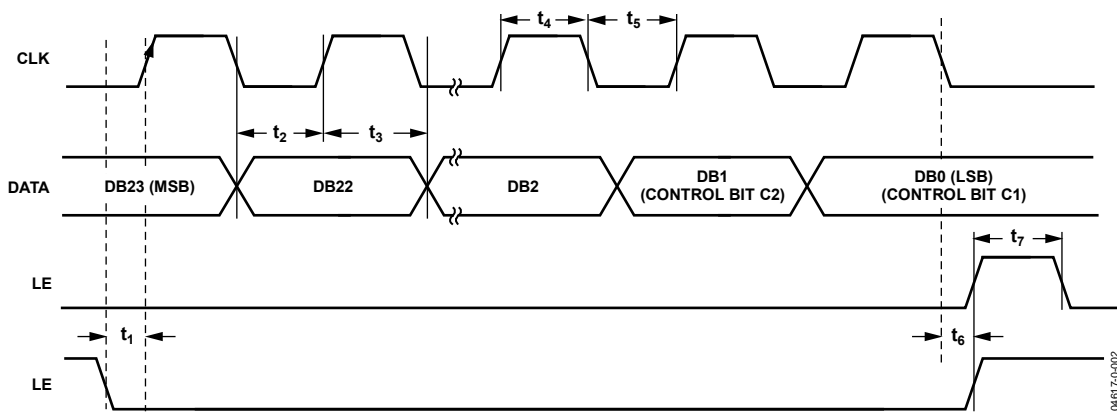 t4 t5
CLK
t2 t3
DATA DB23 (MSB) DB22 DB2 DB1 (CONTROL BIT C2) DB0 (LSB) (CONTROL BIT C1)
t7
LE
t1 t6
LE
04617-0-002